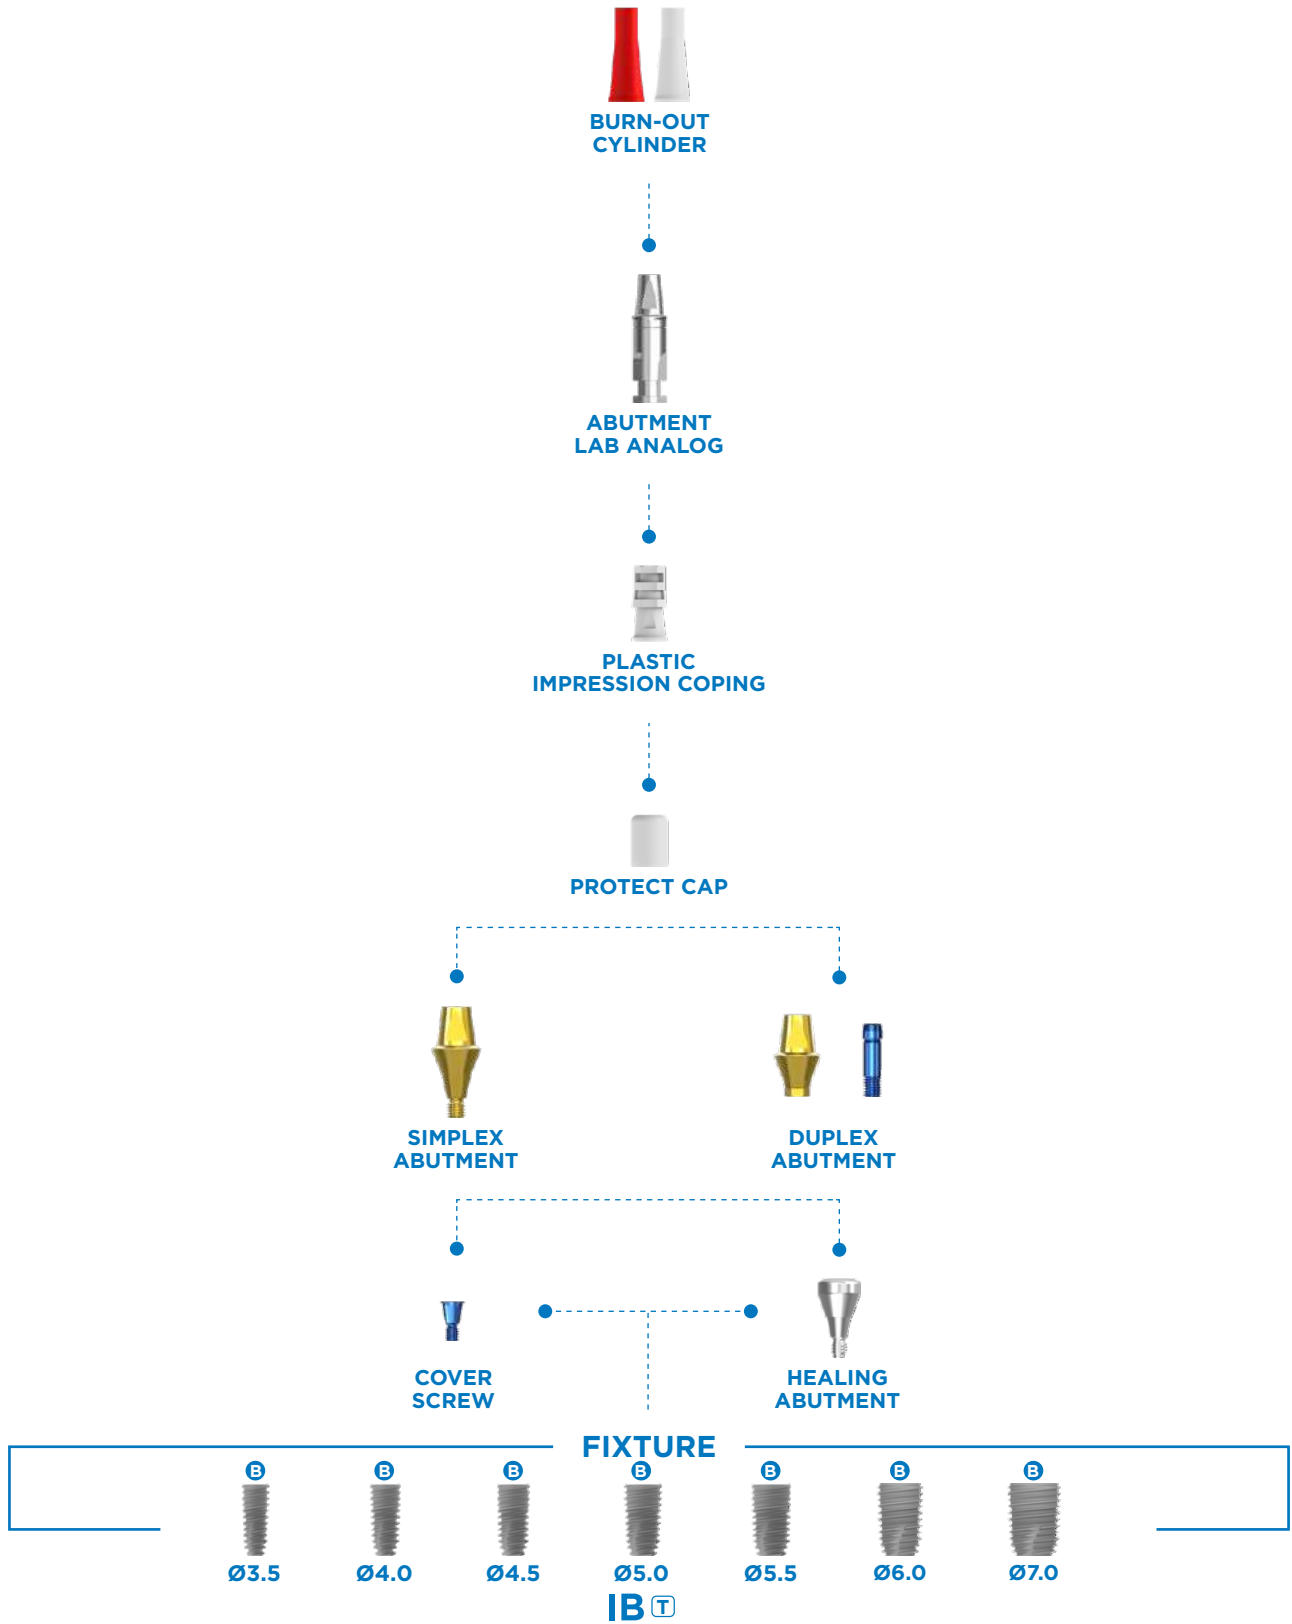 BURN-OUT
CYLINDER
ABUTMENT
LAB ANALOG
PLASTIC
IMPRESSION COPING
PROTECT CAP
SIMPLEX
ABUTMENT
DUPLEX
ABUTMENT
COVER
SCREW
HEALING
ABUTMENT
FIXTURE
B B B B B B B
Ø3.5 Ø4.0 Ø4.5 Ø5.0 Ø5.5 Ø6.0 Ø7.0
IB T